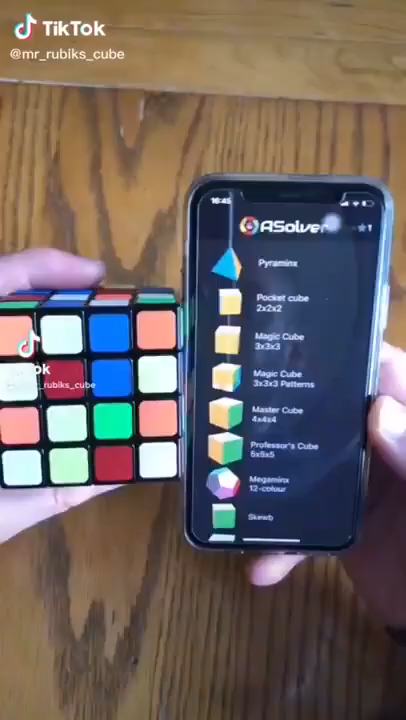 TikTok
@mr_rubiks_cube
16:45
ASolver
1
Pyraminx
Pocket cube
2x2x2
Magic Cube
3x3x3
Magic Cube
3x3x3 Patterns
Master Cube
4x4x4
Professor's Cube
5x5x5
Megaminx
12-colour
Skewb